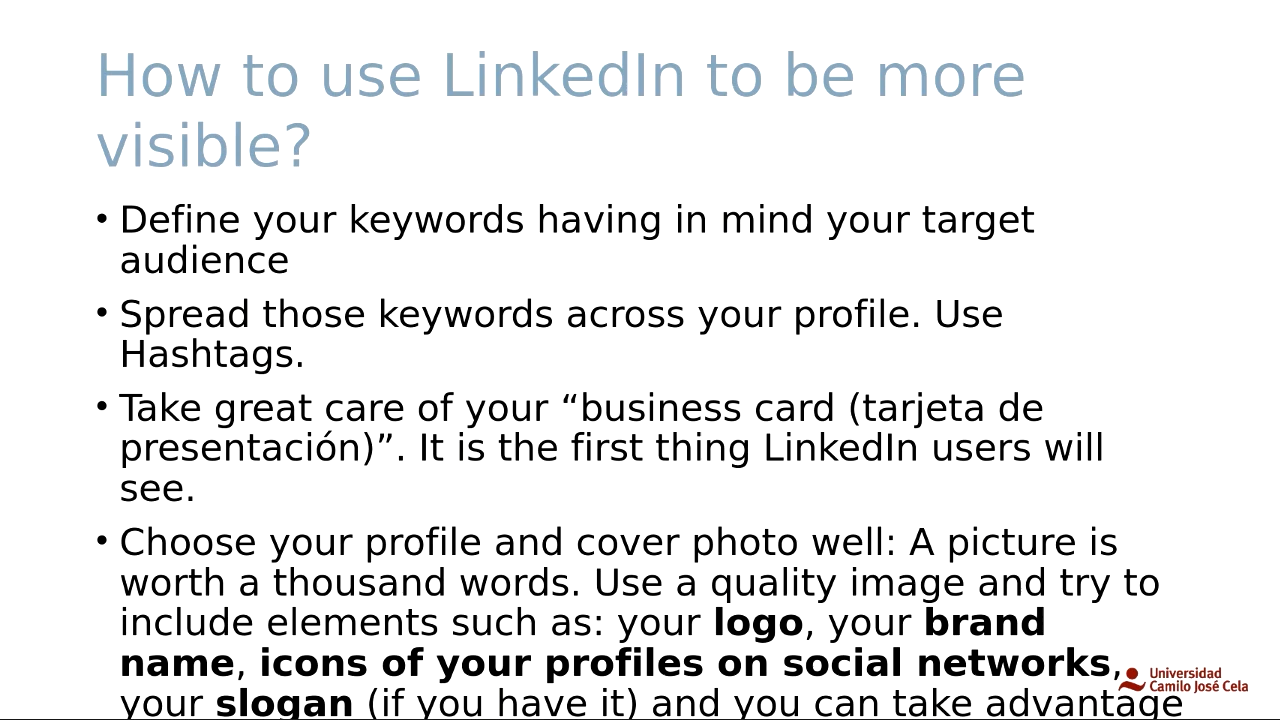 How to use LinkedIn to be more
visible?
• Define your keywords having in mind your target
audience
• Spread those keywords across your profile. Use
Hashtags.
• Take great care of your “business card (tarjeta de
presentación)”. It is the first thing LinkedIn users will
see.
• Choose your profile and cover photo well: A picture is
worth a thousand words. Use a quality image and try to
include elements such as: your logo, your brand
name, icons of your profiles on social networks,
your slogan (if you have it) and you can take advantage
Universidad
Camilo José Cela